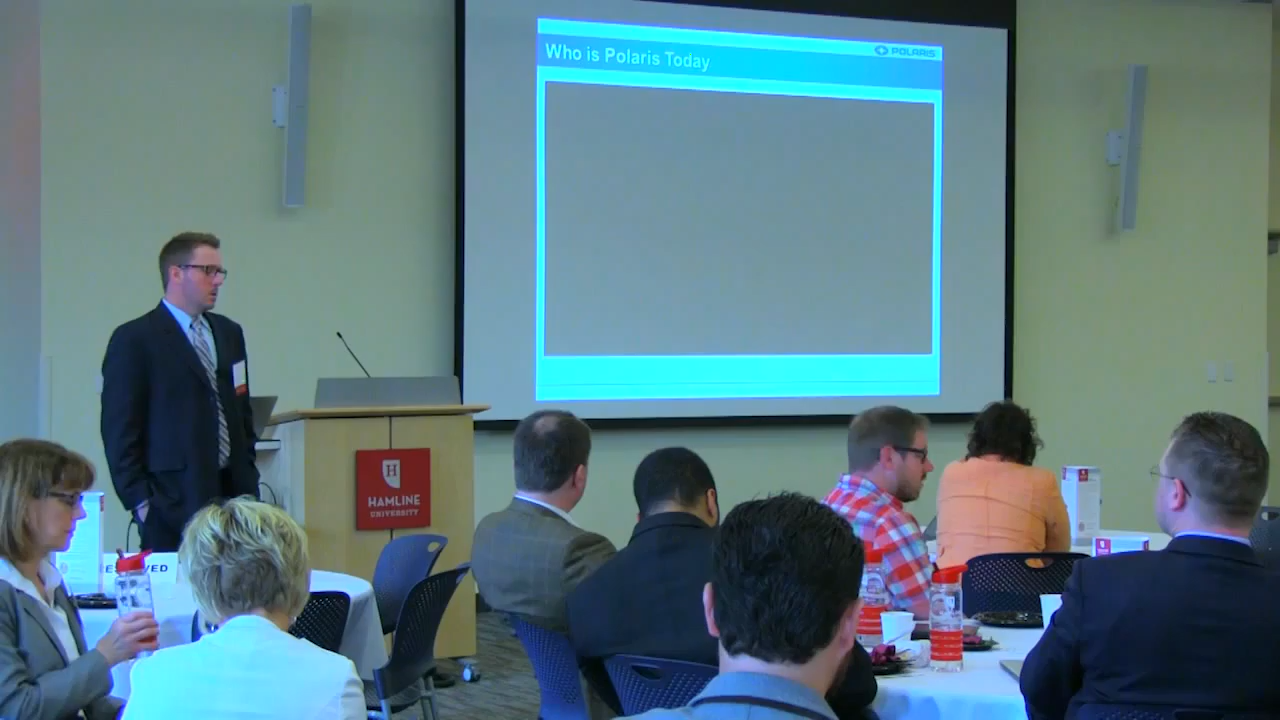 Who is Polaris Today
POLARIS
H
HAMLINE
UNIVERSITY